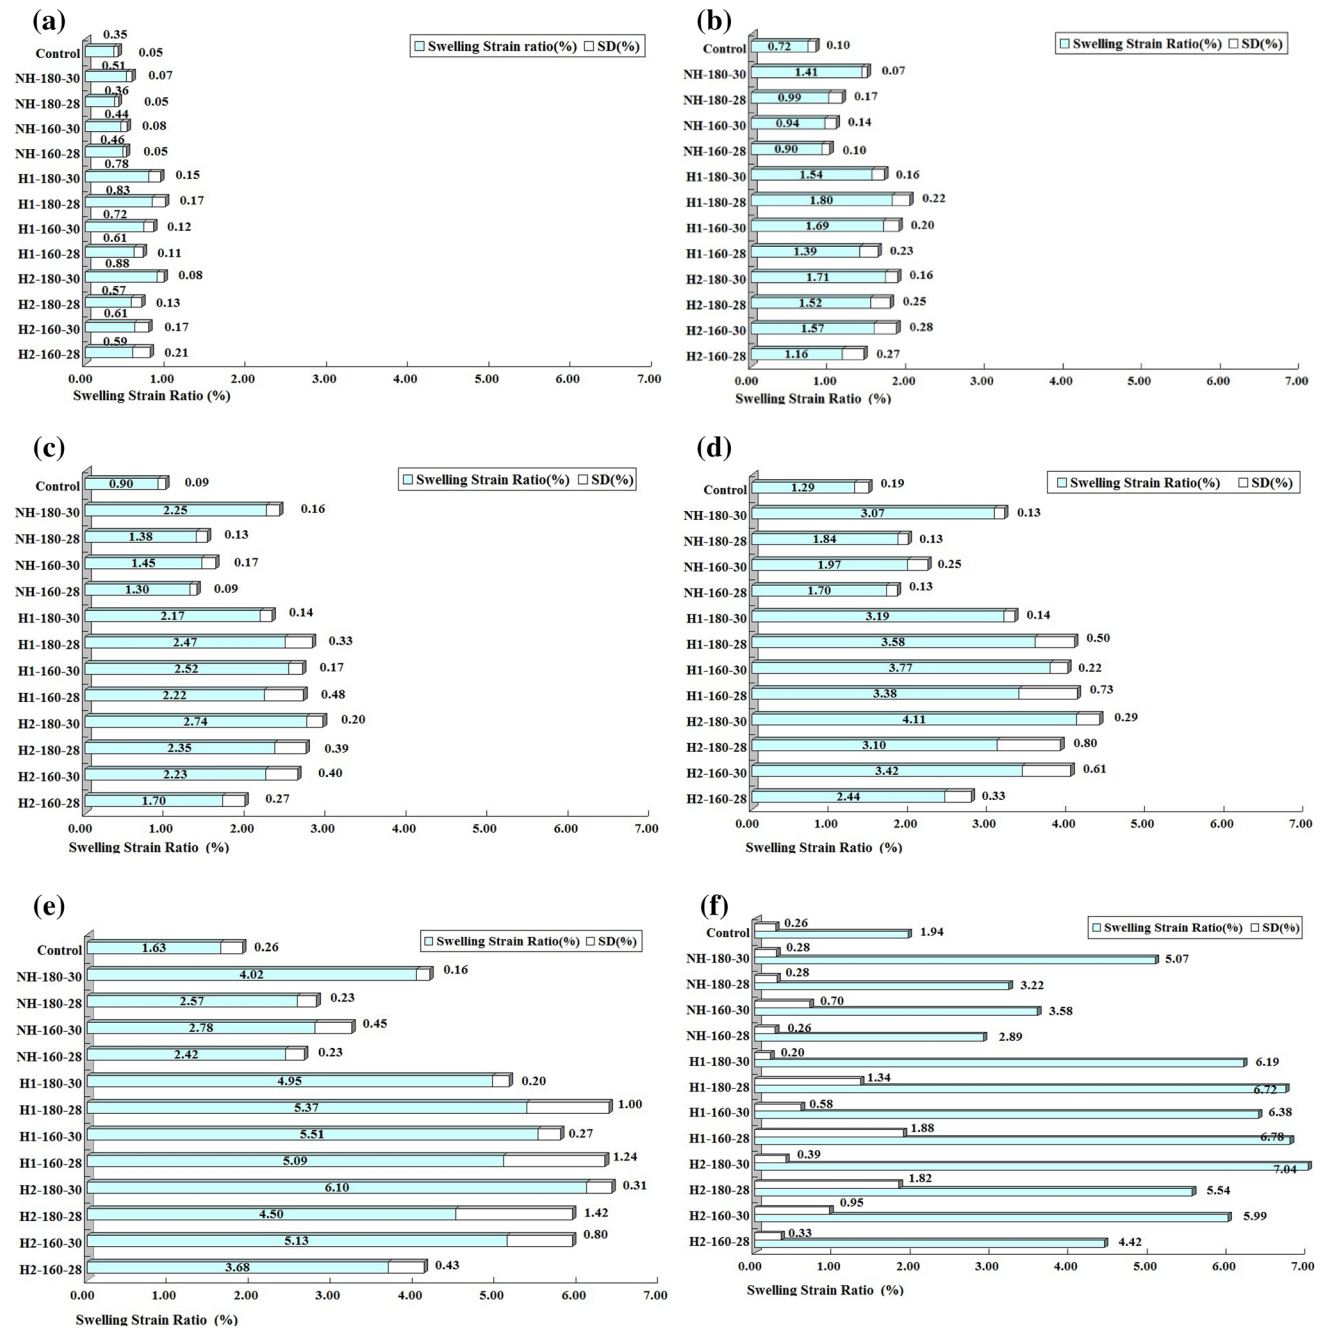 (a)
Swelling Strain ratio(%) SD(%)
0.35
Control 0.05
0.51
NH-180-30 0.07
0.36
NH-180-28 0.05
0.44
NH-160-30 0.08
0.46
NH-160-28 0.05
0.78
H1-180-30 0.15
0.83
H1-180-28 0.17
0.72
H1-160-30 0.12
0.61
H1-160-28 0.11
0.88
H2-180-30 0.08
0.57
H2-180-28 0.13
0.61
H2-160-30 0.17
0.59
H2-160-28 0.21
0.00 1.00 2.00 3.00 4.00 5.00 6.00 7.00
Swelling Strain Ratio (%)
(b)
Swelling Strain Ratio(%) SD(%)
Control 0.72 0.10
NH-180-30 1.41 0.07
NH-180-28 0.99 0.17
NH-160-30 0.94 0.14
NH-160-28 0.90 0.10
H1-180-30 1.54 0.16
H1-180-28 1.80 0.22
H1-160-30 1.69 0.20
H1-160-28 1.39 0.23
H2-180-30 1.71 0.16
H2-180-28 1.52 0.25
H2-160-30 1.57 0.28
H2-160-28 1.16 0.27
0.00 1.00 2.00 3.00 4.00 5.00 6.00 7.00
Swelling Strain Ratio (%)
(c)
Swelling Strain Ratio(%) SD(%)
Control 0.90 0.09
NH-180-30 2.25 0.16
NH-180-28 1.38 0.13
NH-160-30 1.45 0.17
NH-160-28 1.30 0.09
H1-180-30 2.17 0.14
H1-180-28 2.47 0.33
H1-160-30 2.52 0.17
H1-160-28 2.22 0.48
H2-180-30 2.74 0.20
H2-180-28 2.35 0.39
H2-160-30 2.23 0.40
H2-160-28 1.70 0.27
0.00 1.00 2.00 3.00 4.00 5.00 6.00 7.00
Swelling Strain Ratio (%)
(d)
Swelling Strain Ratio(%) SD(%)
Control 1.29 0.19
NH-180-30 3.07 0.13
NH-180-28 1.84 0.13
NH-160-30 1.97 0.25
NH-160-28 1.70 0.13
H1-180-30 3.19 0.14
H1-180-28 3.58 0.50
H1-160-30 3.77 0.22
H1-160-28 3.38 0.73
H2-180-30 4.11 0.29
H2-180-28 3.10 0.80
H2-160-30 3.42 0.61
H2-160-28 2.44 0.33
0.00 1.00 2.00 3.00 4.00 5.00 6.00 7.00
Swelling Strain Ratio (%)
(e)
Swelling Strain Ratio(%) SD(%)
Control 1.63 0.26
NH-180-30 4.02 0.16
NH-180-28 2.57 0.23
NH-160-30 2.78 0.45
NH-160-28 2.42 0.23
H1-180-30 4.95 0.20
H1-180-28 5.37 1.00
H1-160-30 5.51 0.27
H1-160-28 5.09 1.24
H2-180-30 6.10 0.31
H2-180-28 4.50 1.42
H2-160-30 5.13 0.80
H2-160-28 3.68 0.43
0.00 1.00 2.00 3.00 4.00 5.00 6.00 7.00
Swelling Strain Ratio (%)
(f)
Swelling Strain Ratio(%) SD(%)
0.26
Control 1.94
0.28
NH-180-30 5.07
0.28
NH-180-28 3.22
0.70
NH-160-30 3.58
0.26
NH-160-28 2.89
0.20
H1-180-30 6.19
1.34
H1-180-28 6.72
0.58
H1-160-30 6.38
1.88
H1-160-28 6.78
0.39
H2-180-30 7.04
1.82
H2-180-28 5.54
0.95
H2-160-30 5.99
0.33
H2-160-28 4.42
0.00 1.00 2.00 3.00 4.00 5.00 6.00 7.00
Swelling Strain Ratio (%)